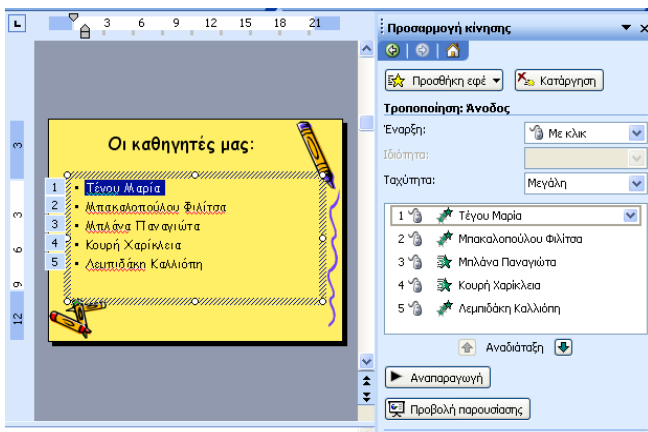 3 6 9 12 15 18 21
Προσαρμογή κίνησης
Προσθήκη εφέ
Κατάργηση
Τροποποίηση: Άνοδος
Έναρξη:
Με κλικ
Ιδιότητα:
Ταχύτητα:
Μεγάλη
1 Τέγου Μαρία
2 Μπακαλοπούλου Φιλίτσα
3 Μπλάνα Παναγιώτα
4 Κουρή Χαρίκλεια
5 Λεμπιδάκη Καλλιόπη
Αναδιάταξη
Αναπαραγωγή
Προβολή παρουσίασης
3
3
6
9
12
Οι καθηγητές μας:
1 ▪ Τένου Μαρία
2 ▪ Μπακαλοπούλου Φιλίτσα
3 ▪ Μπλάνα Παναγιώτα
4 ▪ Κουρή Χαρίκλεια
5 ▪ Λεμπιδάκη Καλλιόπη